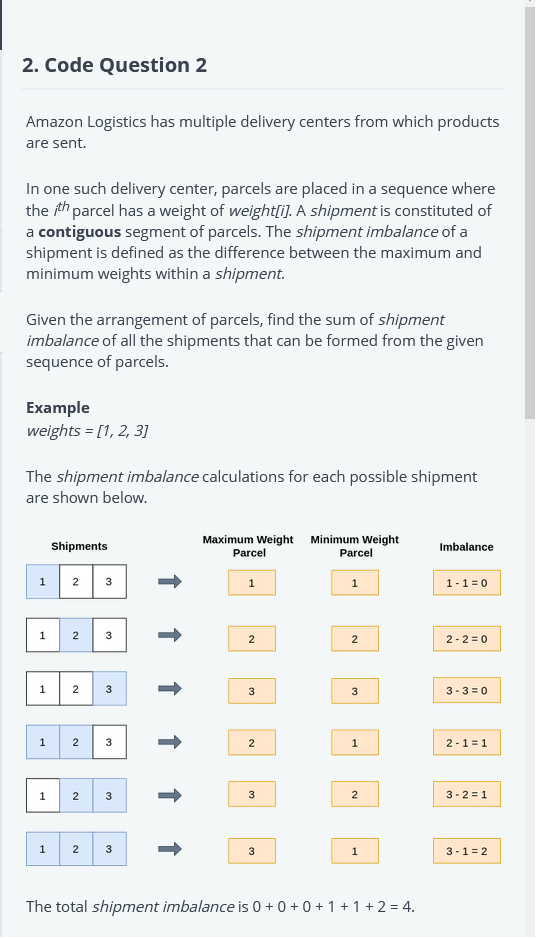 2. Code Question 2
Amazon Logistics has multiple delivery centers from which products
are sent.
In one such delivery center, parcels are placed in a sequence where
the ith parcel has a weight of weight[i]. A shipment is constituted of
a contiguous segment of parcels. The shipment imbalance of a
shipment is defined as the difference between the maximum and
minimum weights within a shipment.
Given the arrangement of parcels, find the sum of shipment
imbalance of all the shipments that can be formed from the given
sequence of parcels.
Example
weights = [1, 2, 3]
The shipment imbalance calculations for each possible shipment
are shown below.
Shipments Maximum Weight Parcel Minimum Weight Parcel Imbalance
1 2 3 1 1 1 - 1 = 0
1 2 3 2 2 2 - 2 = 0
1 2 3 3 3 3 - 3 = 0
1 2 3 2 1 2 - 1 = 1
1 2 3 3 2 3 - 2 = 1
1 2 3 3 1 3 - 1 = 2
The total shipment imbalance is 0 + 0 + 0 + 1 + 1 + 2 = 4.